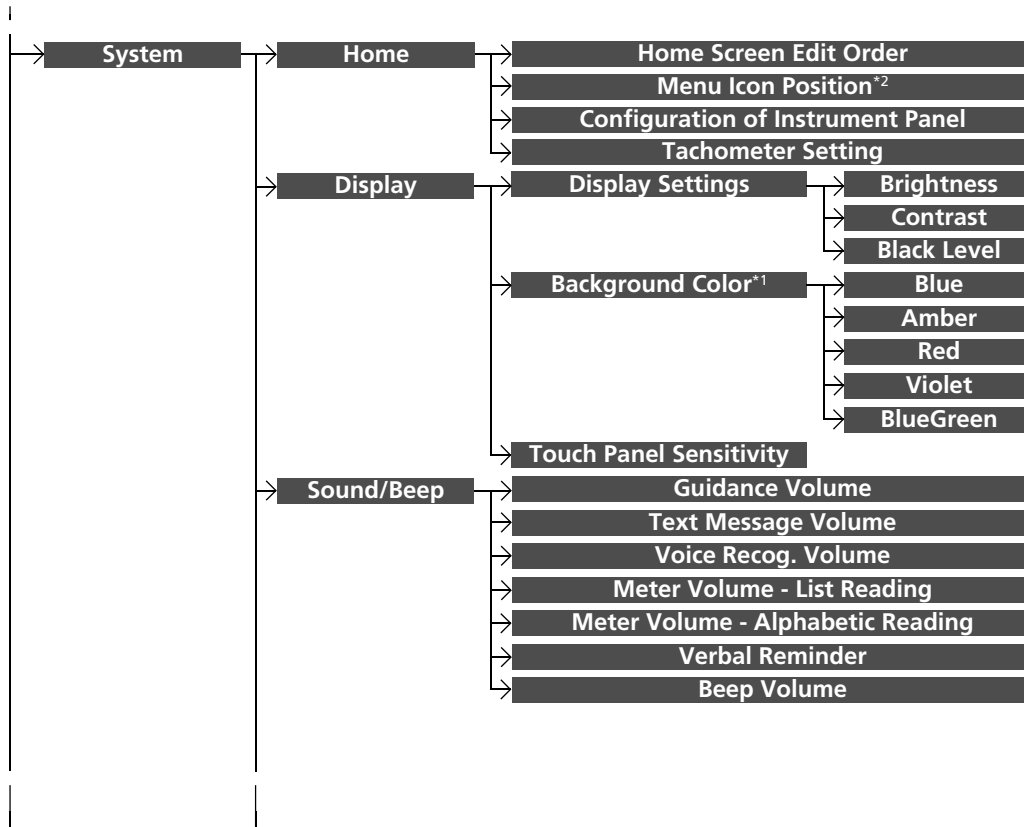 System
Home
Home Screen Edit Order
Menu Icon Position*2
Configuration of Instrument Panel
Tachometer Setting
Display
Display Settings
Brightness
Contrast
Black Level
Background Color*1
Blue
Amber
Red
Violet
BlueGreen
Touch Panel Sensitivity
Sound/Beep
Guidance Volume
Text Message Volume
Voice Recog. Volume
Meter Volume - List Reading
Meter Volume - Alphabetic Reading
Verbal Reminder
Beep Volume